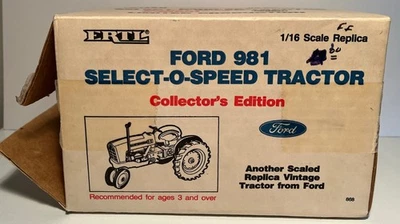 ERTL
1/16 Scale Replica
FORD 981
SELECT-O-SPEED TRACTOR
Collector's Edition
Ford
Another Scaled
Replica Vintage
Tractor from Ford
Recommended for ages 3 and over
868